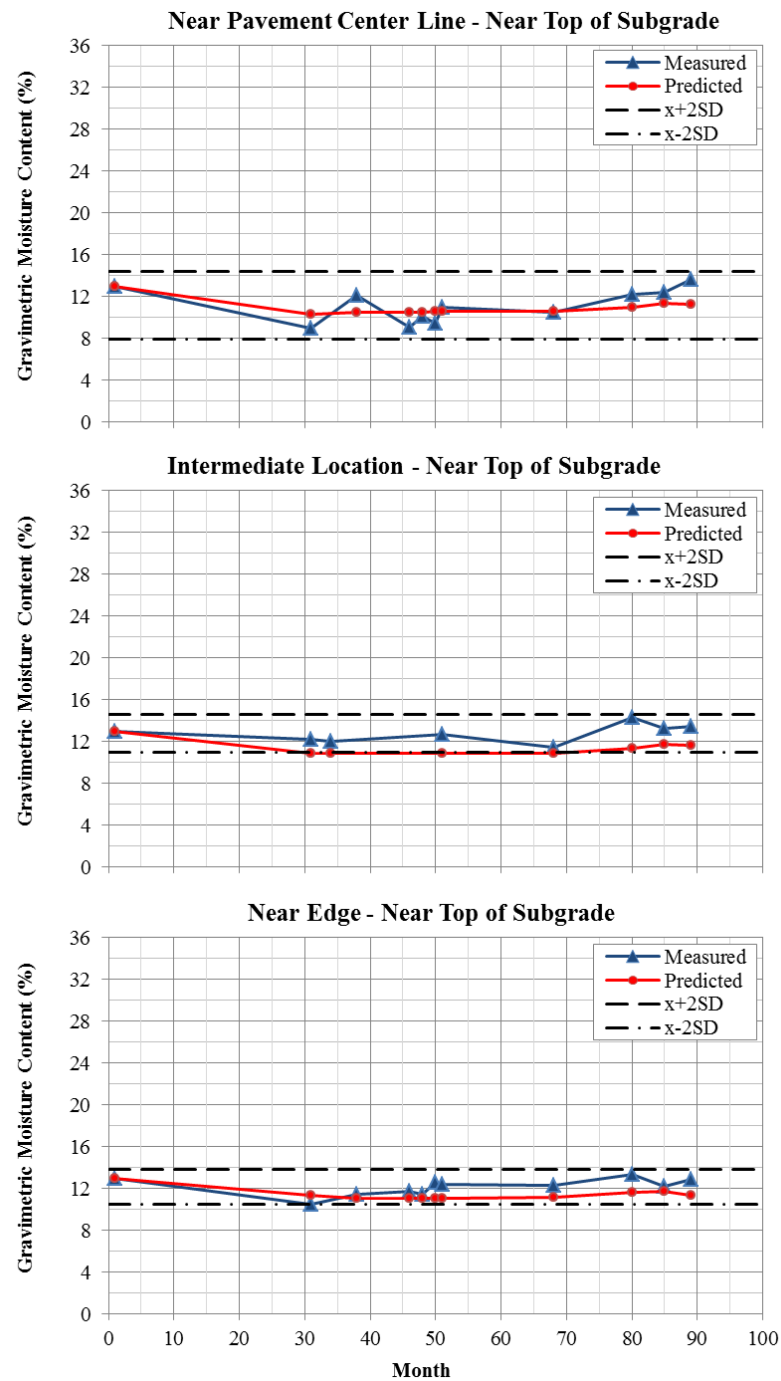 Near Pavement Center Line - Near Top of Subgrade
Gravimetric Moisture Content (%)
36
32
28
24
20
16
12
8
4
0
Measured
Predicted
x+2SD
x-2SD
Intermediate Location - Near Top of Subgrade
Gravimetric Moisture Content (%)
36
32
28
24
20
16
12
8
4
0
Measured
Predicted
x+2SD
x-2SD
Near Edge - Near Top of Subgrade
Gravimetric Moisture Content (%)
36
32
28
24
20
16
12
8
4
0
Measured
Predicted
x+2SD
x-2SD
0 10 20 30 40 50 60 70 80 90 100
Month